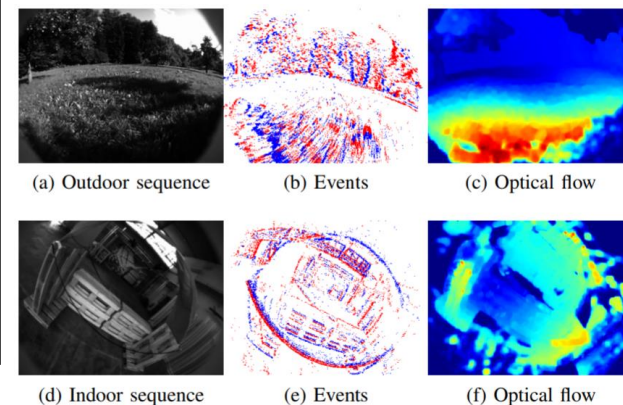 (a) Outdoor sequence
(b) Events
(c) Optical flow
(d) Indoor sequence
(e) Events
(f) Optical flow